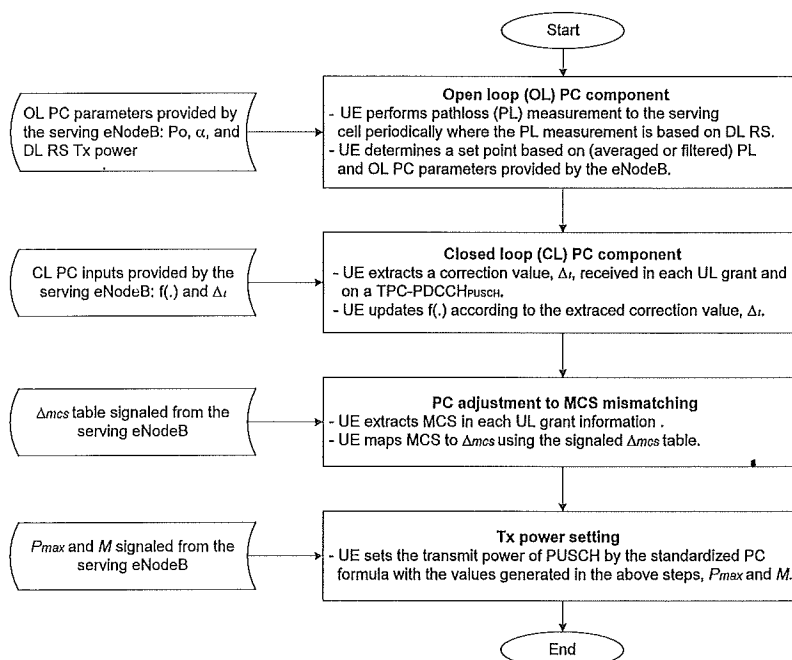 Start
OL PC parameters provided by
the serving eNodeB: Po, α, and
DL RS Tx power
Open loop (OL) PC component
- UE performs pathloss (PL) measurement to the serving
cell periodically where the PL measurement is based on DL RS.
- UE determines a set point based on (averaged or filtered) PL
and OL PC parameters provided by the eNodeB.
CL PC inputs provided by the
serving eNodeB: f(.) and Δt
Closed loop (CL) PC component
- UE extracts a correction value, Δt, received in each UL grant and
on a TPC-PDCCHPUSCH.
- UE updates f(.) according to the extraced correction value, Δt.
Δmcs table signaled from the
serving eNodeB
PC adjustment to MCS mismatching
- UE extracts MCS in each UL grant information .
- UE maps MCS to Δmcs using the signaled Δmcs table.
Pmax and M signaled from the
serving eNodeB
Tx power setting
- UE sets the transmit power of PUSCH by the standardized PC
formula with the values generated in the above steps, Pmax and M.
End